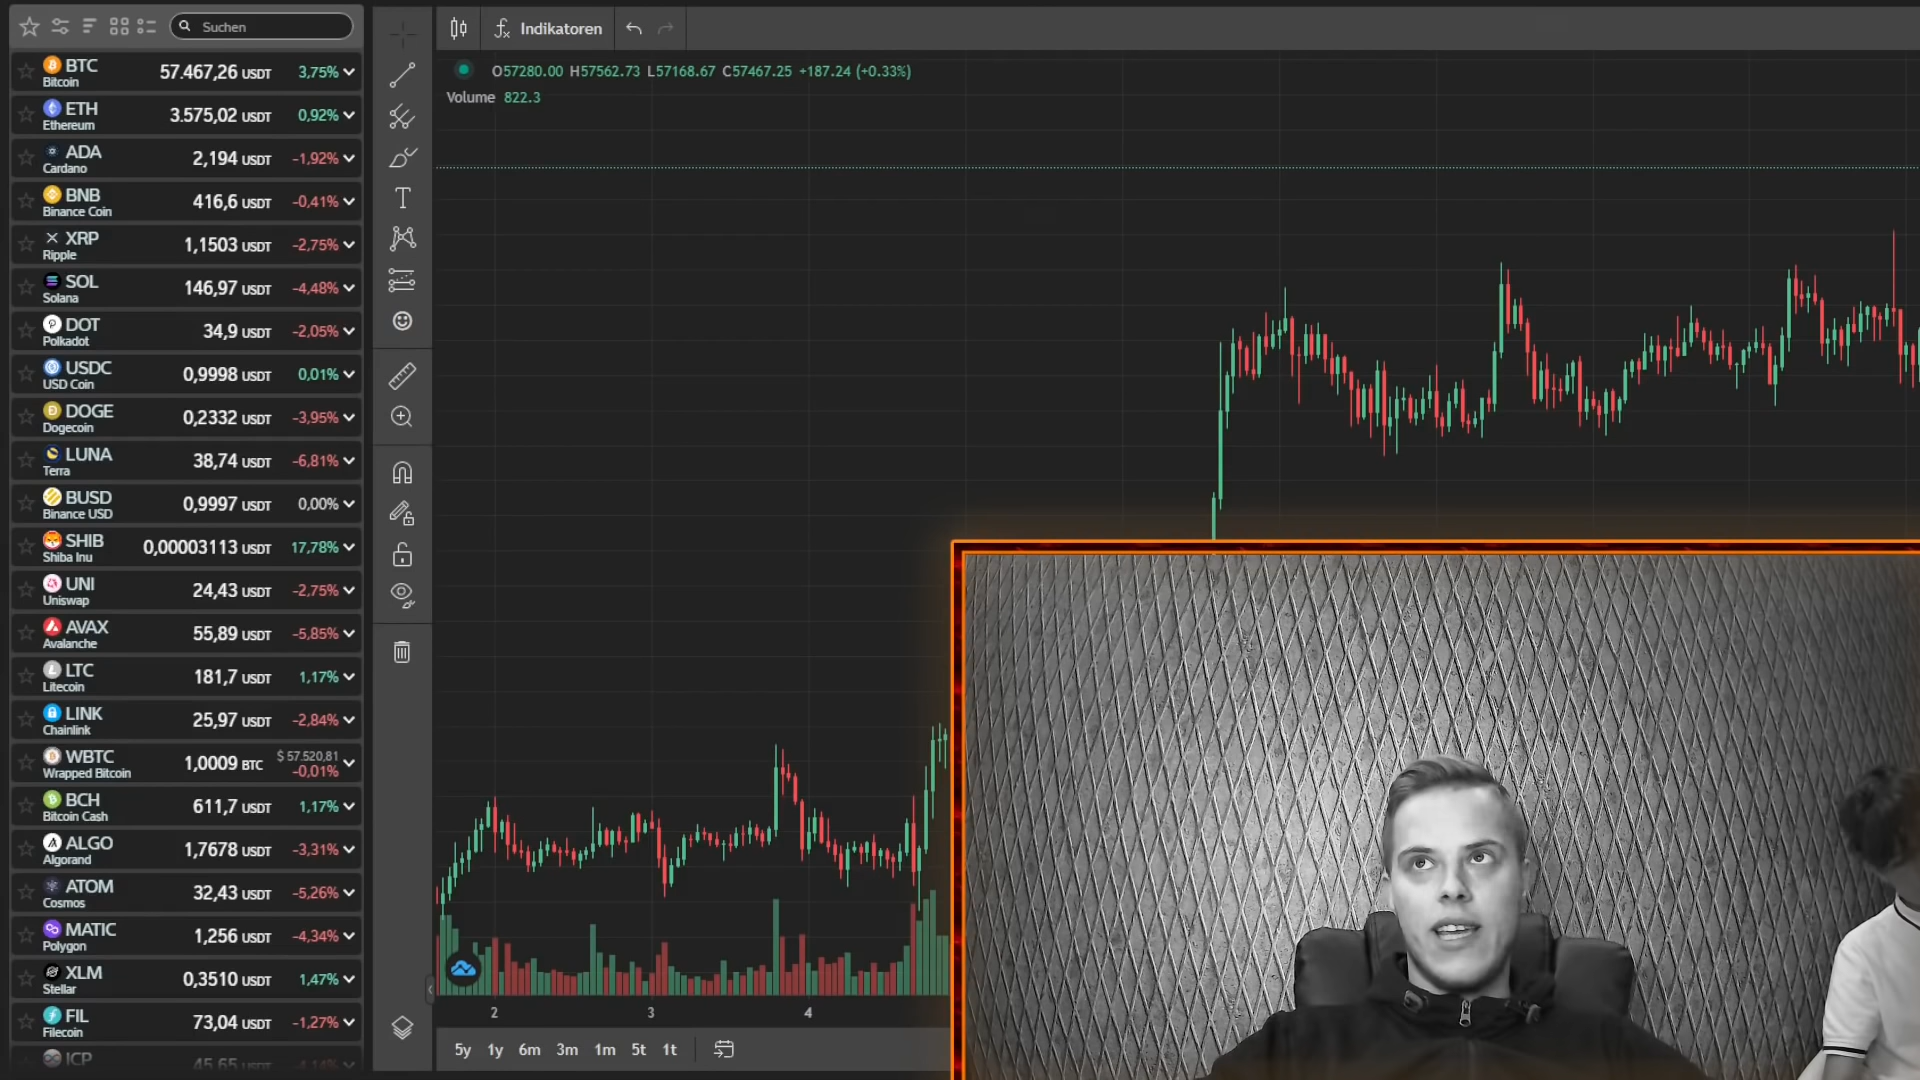 Suchen
Indikatoren
BTC
Bitcoin
57.467,26 USDT 3,75%
ETH
Ethereum
3.575,02 USDT 0,92%
ADA
Cardano
2,194 USDT -1,92%
BNB
Binance Coin
416,6 USDT -0,41%
XRP
Ripple
1,1503 USDT -2,75%
SOL
Solana
146,97 USDT -4,48%
DOT
Polkadot
34,9 USDT -2,05%
USDC
USD Coin
0,9998 USDT 0,01%
DOGE
Dogecoin
0,2332 USDT -3,95%
LUNA
Terra
38,74 USDT -6,81%
BUSD
Binance USD
0,9997 USDT 0,00%
SHIB
Shiba Inu
0,00003113 USDT 17,78%
UNI
Uniswap
24,43 USDT -2,75%
AVAX
Avalanche
55,89 USDT -5,85%
LTC
Litecoin
181,7 USDT 1,17%
LINK
Chainlink
25,97 USDT -2,84%
WBTC
Wrapped Bitcoin
1,0009 BTC
$ 57.520,81
-0,01%
BCH
Bitcoin Cash
611,7 USDT 1,17%
ALGO
Algorand
1,7678 USDT -3,31%
ATOM
Cosmos
32,43 USDT -5,26%
MATIC
Polygon
1,256 USDT -4,34%
XLM
Stellar
0,3510 USDT 1,47%
FIL
Filecoin
73,04 USDT -1,27%
ICP
45,65 USDT -4,14%
O57280.00 H57562.73 L57168.67 C57467.25 +187.24 (+0.33%)
Volume 822.3
2 3 4
5y 1y 6m 3m 1m 5t 1t